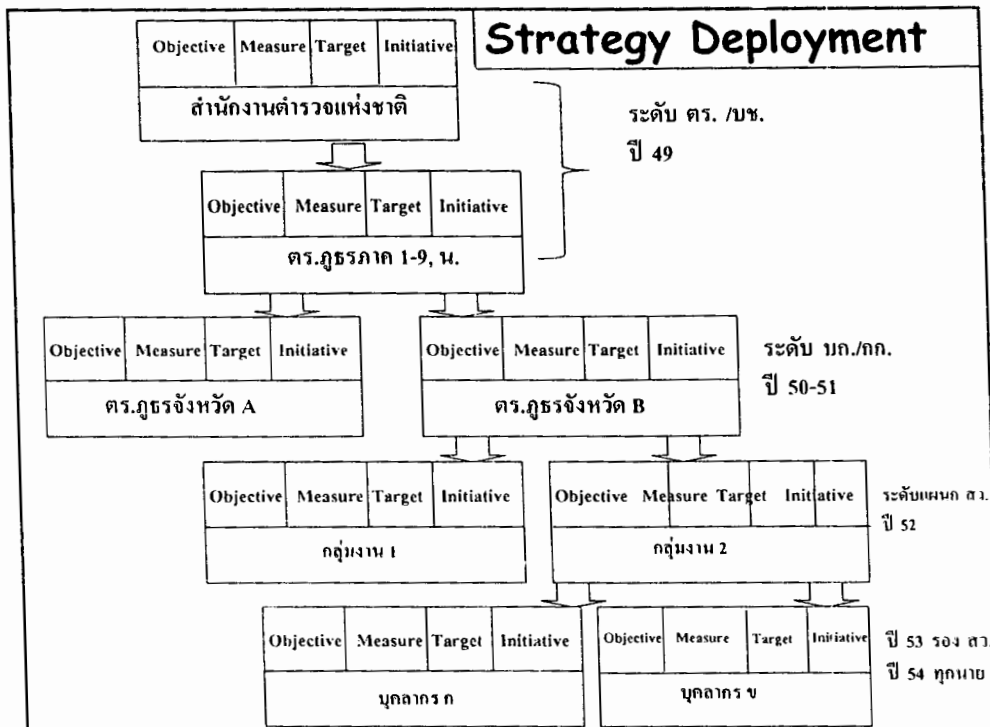 Strategy Deployment
Objective Measure Target Initiative
สำนักงานตำรวจแห่งชาติ
ระดับ ตร. /บช.
ปี 49
Objective Measure Target Initiative
ตร.ภูธรภาค 1-9, น.
Objective Measure Target Initiative
ตร.ภูธรจังหวัด A
Objective Measure Target Initiative
ตร.ภูธรจังหวัด B
ระดับ บก./กก.
ปี 50-51
Objective Measure Target Initiative
กลุ่มงาน 1
Objective Measure Target Initiative
กลุ่มงาน 2
ระดับแผนก สว.
ปี 52
Objective Measure Target Initiative
บุคลากร ก
Objective Measure Target Initiative
บุคลากร ข
ปี 53 รอง สว.
ปี 54 ทุกนาย